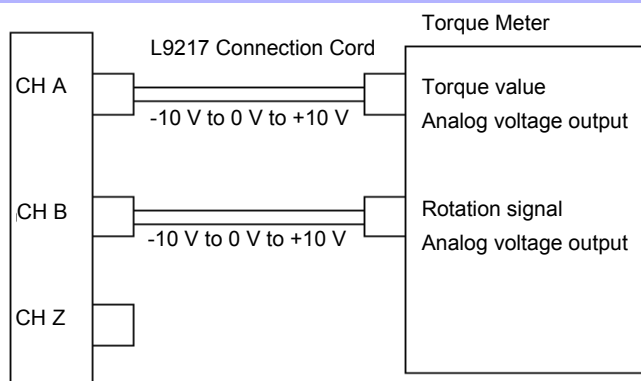 Torque Meter
L9217 Connection Cord
CH A
Torque value
-10 V to 0 V to +10 V
Analog voltage output
CH B
Rotation signal
-10 V to 0 V to +10 V
Analog voltage output
CH Z